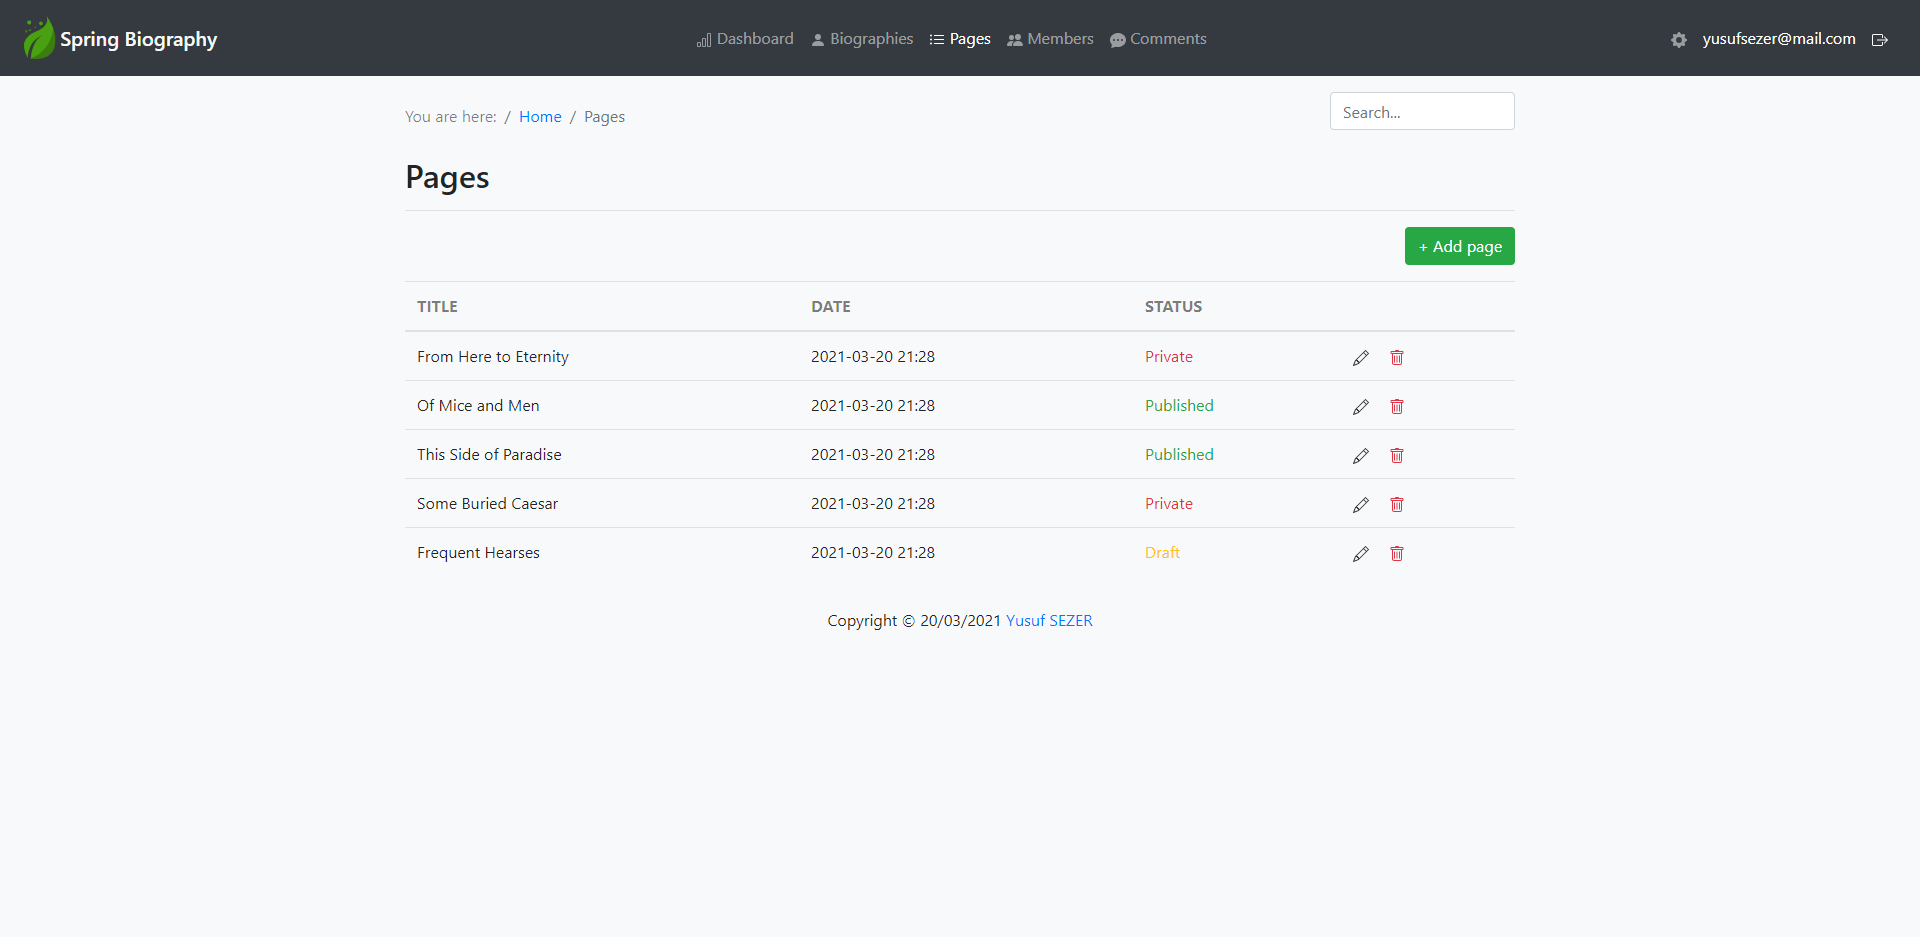 Spring Biography Dashboard Biographies Pages Members Comments yusufsezer@mail.com
You are here: / Home / Pages Search...
Pages
+ Add page
TITLE DATE STATUS
From Here to Eternity 2021-03-20 21:28 Private
Of Mice and Men 2021-03-20 21:28 Published
This Side of Paradise 2021-03-20 21:28 Published
Some Buried Caesar 2021-03-20 21:28 Private
Frequent Hearses 2021-03-20 21:28 Draft
Copyright © 20/03/2021 Yusuf SEZER